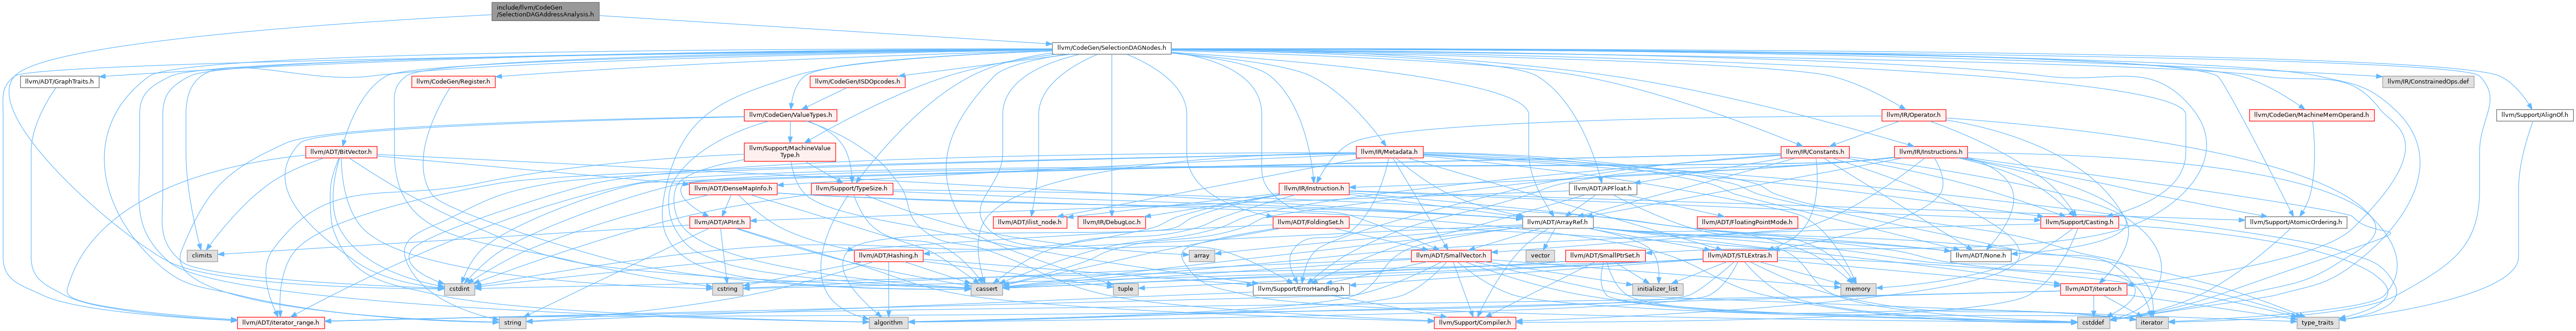 include/llvm/CodeGen
/SelectionDAGAddressAnalysis.h
llvm/CodeGen/SelectionDAGNodes.h
llvm/ADT/GraphTraits.h
llvm/CodeGen/Register.h
llvm/CodeGen/ISDOpcodes.h
llvm/IR/ConstrainedOps.def
llvm/CodeGen/ValueTypes.h
llvm/IR/Operator.h
llvm/CodeGen/MachineMemOperand.h
llvm/Support/AlignOf.h
llvm/ADT/BitVector.h
llvm/Support/MachineValue
Type.h
llvm/IR/Metadata.h
llvm/IR/Constants.h
llvm/IR/Instructions.h
llvm/ADT/DenseMapInfo.h
llvm/Support/TypeSize.h
llvm/IR/Instruction.h
llvm/ADT/APFloat.h
llvm/ADT/APInt.h
llvm/ADT/ilist_node.h
llvm/IR/DebugLoc.h
llvm/ADT/FoldingSet.h
llvm/ADT/ArrayRef.h
llvm/ADT/FloatingPointMode.h
llvm/Support/Casting.h
llvm/Support/AtomicOrdering.h
climits
llvm/ADT/Hashing.h
array
llvm/ADT/SmallVector.h
vector
llvm/ADT/SmallPtrSet.h
llvm/ADT/STLExtras.h
llvm/ADT/None.h
cstdint
cstring
cassert
tuple
llvm/Support/ErrorHandling.h
initializer_list
memory
llvm/ADT/iterator.h
llvm/ADT/iterator_range.h
string
algorithm
llvm/Support/Compiler.h
cstddef
iterator
type_traits